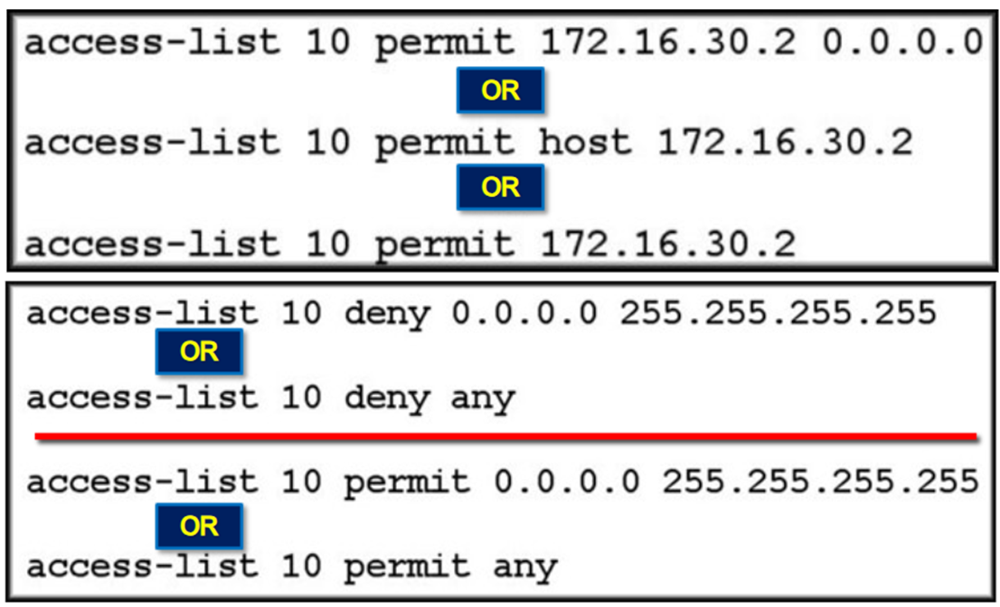 access-list 10 permit 172.16.30.2 0.0.0.0
OR
access-list 10 permit host 172.16.30.2
OR
access-list 10 permit 172.16.30.2
access-list 10 deny 0.0.0.0 255.255.255.255
OR
access-list 10 deny any
access-list 10 permit 0.0.0.0 255.255.255.255
OR
access-list 10 permit any